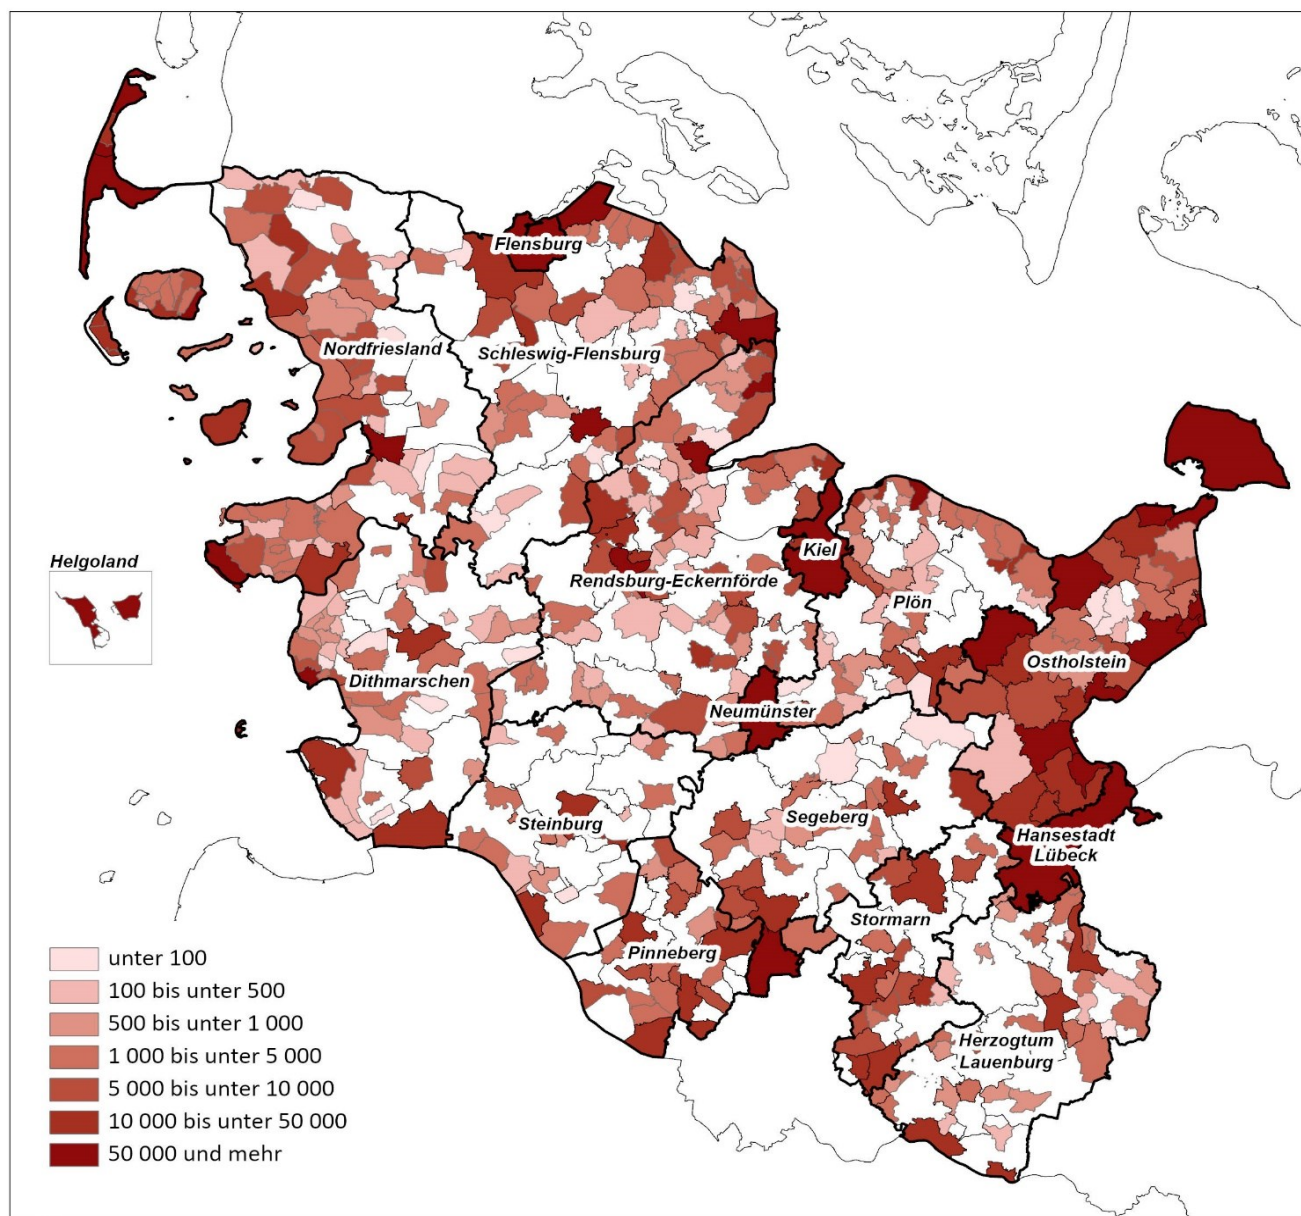 Flensburg
Nordfriesland
Schleswig-Flensburg
Helgoland
Kiel
Rendsburg-Eckernförde
Plön
Ostholstein
Dithmarschen
Neumünster
Steinburg
Segeberg
Hansestadt
Lübeck
Stormarn
Pinneberg
Herzogtum
Lauenburg
unter 100
100 bis unter 500
500 bis unter 1 000
1 000 bis unter 5 000
5 000 bis unter 10 000
10 000 bis unter 50 000
50 000 und mehr